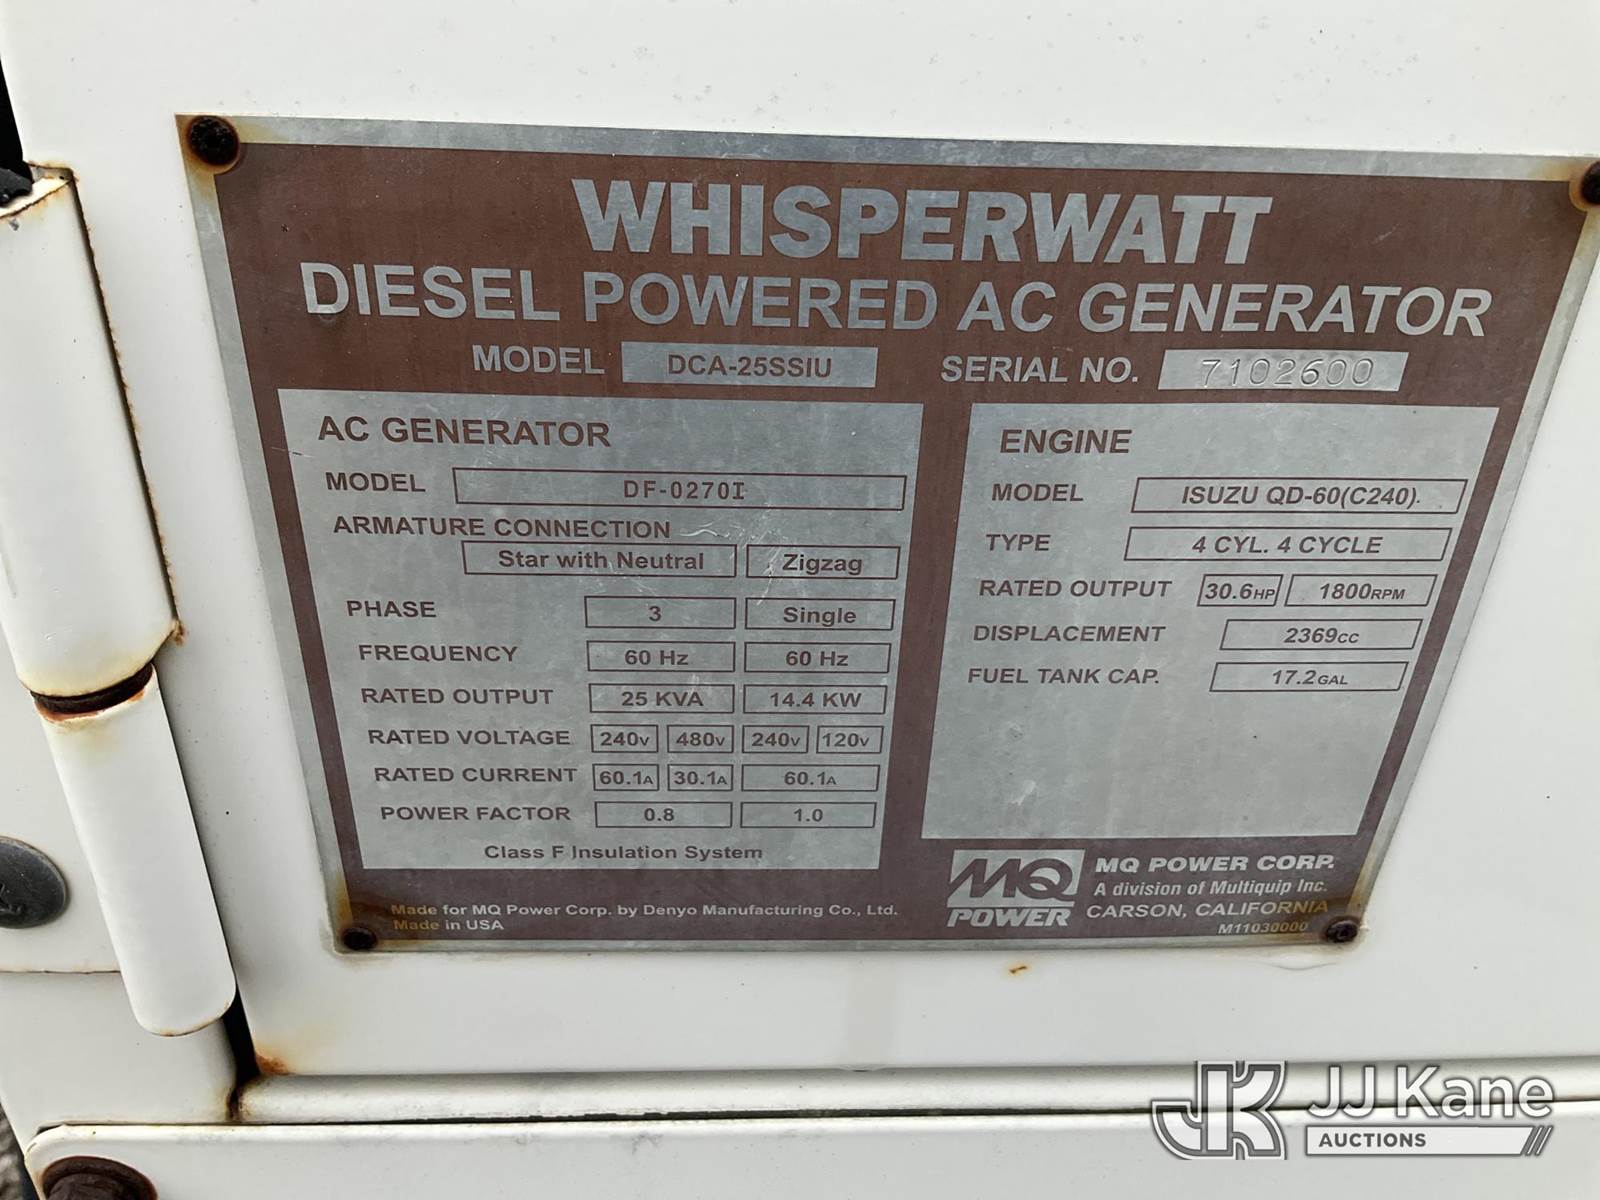 WHISPERWATT
DIESEL POWERED AC GENERATOR
MODEL DCA-25SSIU SERIAL NO. 7102600
AC GENERATOR
MODEL DF-0270I
ARMATURE CONNECTION
Star with Neutral Zigzag
PHASE 3 Single
FREQUENCY 60 Hz 60 Hz
RATED OUTPUT 25 KVA 14.4 KW
RATED VOLTAGE 240V 480V 240V 120V
RATED CURRENT 60.1A 30.1A 60.1A
POWER FACTOR 0.8 1.0
Class F Insulation System
ENGINE
MODEL ISUZU QD-60(C240)
TYPE 4 CYL. 4 CYCLE
RATED OUTPUT 30.6HP 1800RPM
DISPLACEMENT 2369CC
FUEL TANK CAP. 17.2GAL
Made for MQ Power Corp. by Denyo Manufacturing Co., Ltd.
Made in USA
MQ
POWER
MQ POWER CORP.
A division of Multiquip Inc.
CARSON, CALIFORNIA
M11030000
JK JJ Kane
AUCTIONS